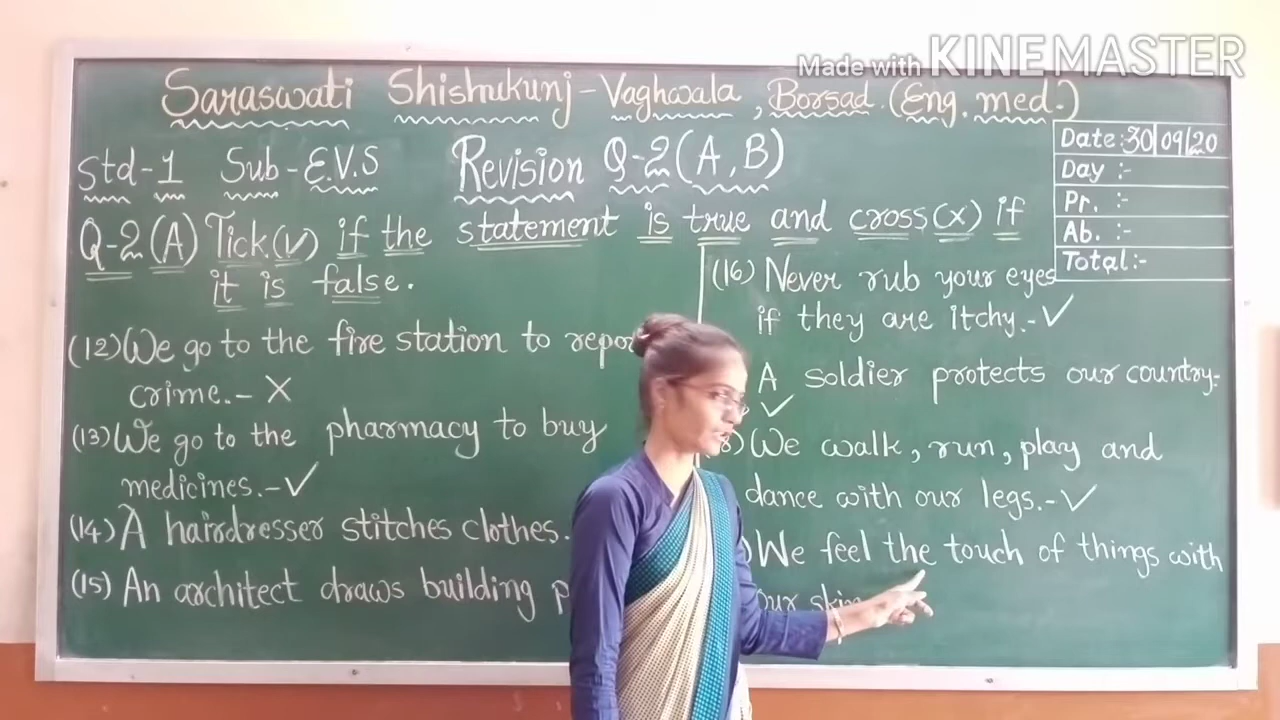 Made with KINEMASTER
Saraswati Shishukunj-Vaghwala, Borsad. (Eng. med.)
Date:30/09/20
Day :-
Pr. :-
Ab. :-
Total:-
Std-1 Sub-E.V.S Revision Q-2(A,B)
Q-2(A) Tick(✓) if the statement is true and cross(x) if
it is false.
(12) We go to the fire station to
crime.- X
(13) We go to the pharmacy to buy
medicines.-✓
(14) A hairdresser stitches clothes.
(15) An architect draws building
(16) Never rub your eyes
if they are itchy.-✓
A soldier protects our country-
✓
We walk, run, play and
dance with our legs.-✓
We feel the touch of things with
our